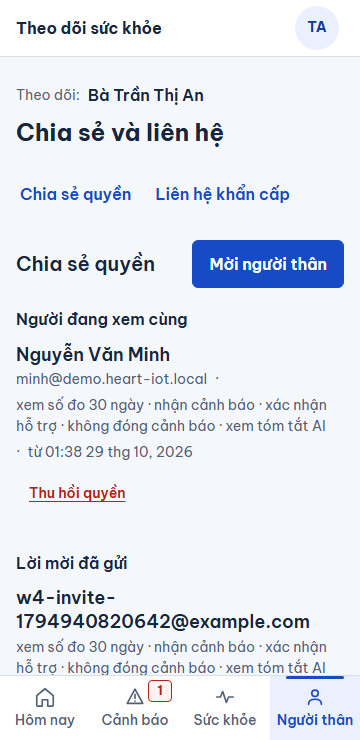 Theo dõi sức khỏe
TA
Theo dõi: Bà Trần Thị An
Chia sẻ và liên hệ
Chia sẻ quyền Liên hệ khẩn cấp
Chia sẻ quyền Mời người thân
Người đang xem cùng
Nguyễn Văn Minh
minh@demo.heart-iot.local ·
xem số đo 30 ngày · nhận cảnh báo · xác nhận
hỗ trợ · không đóng cảnh báo · xem tóm tắt AI
· từ 01:38 29 thg 10, 2026
Thu hồi quyền
Lời mời đã gửi
w4-invite-
1794940820642@example.com
xem số đo 30 ngày · nhận cảnh báo · xác nhận
hỗ trợ · không đóng cảnh báo · xem tóm tắt AI
1
Hôm nay Cảnh báo Sức khỏe Người thân